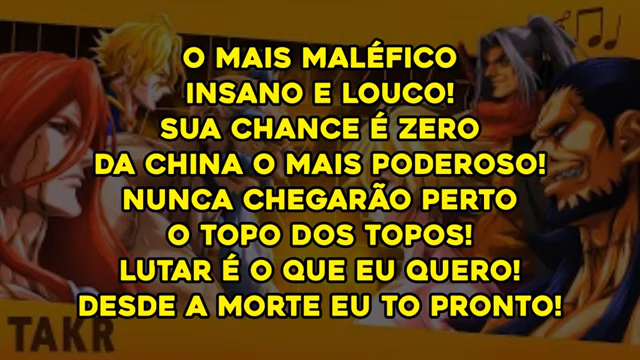 O MAIS MALÉFICO
INSANO E LOUCO!
SUA CHANCE É ZERO
DA CHINA O MAIS PODEROSO!
NUNCA CHEGARÃO PERTO
O TOPO DOS TOPOS!
LUTAR É O QUE EU QUERO!
DESDE A MORTE EU TO PRONTO!
TAKR